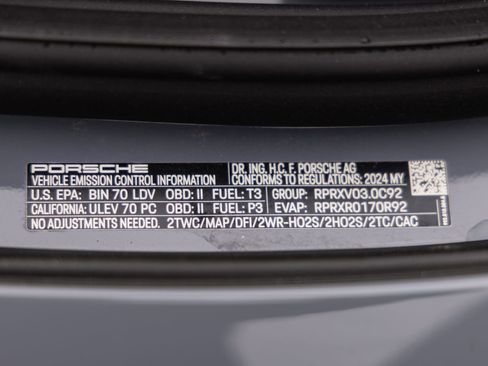 PORSCHE DR. ING. H.C. F. PORSCHE AG
VEHICLE EMISSION CONTROL INFORMATION CONFORMS TO REGULATIONS: 2024 MY
U.S. EPA: BIN 70 LDV OBD: II FUEL: T3 GROUP: RPRXV03.0C92
CALIFORNIA: ULEV 70 PC OBD: II FUEL: P3 EVAP: RPRXR0170R92
NO ADJUSTMENTS NEEDED. 2TWC/MAP/DFI/2WR-HO2S/2HO2S/2TC/CAC